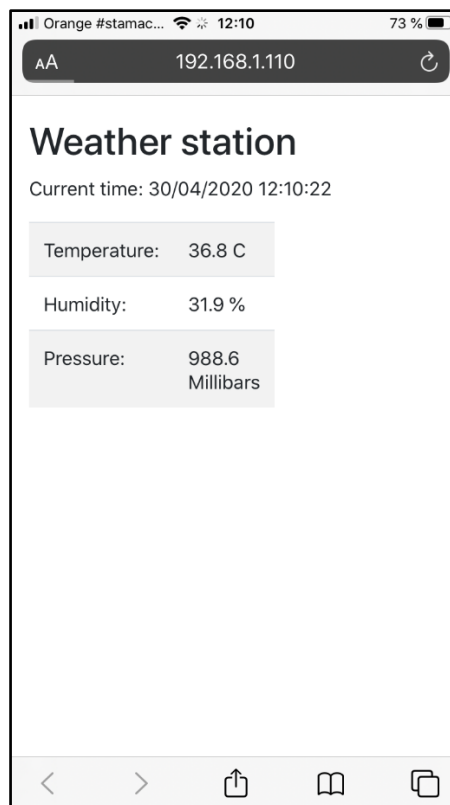 Orange #stamac... 12:10 73 %
AA 192.168.1.110
Weather station
Current time: 30/04/2020 12:10:22
Temperature: 36.8 C
Humidity: 31.9 %
Pressure: 988.6
Millibars